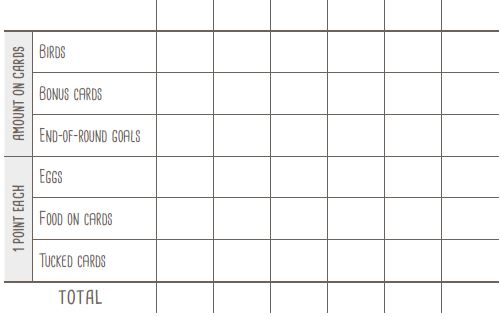 AMOUNT ON CARDS
BIRDS
BONUS CARDS
END-OF-ROUND GOALS
1 POINT EACH
EGGS
FOOD ON CARDS
TUCKED CARDS
TOTAL